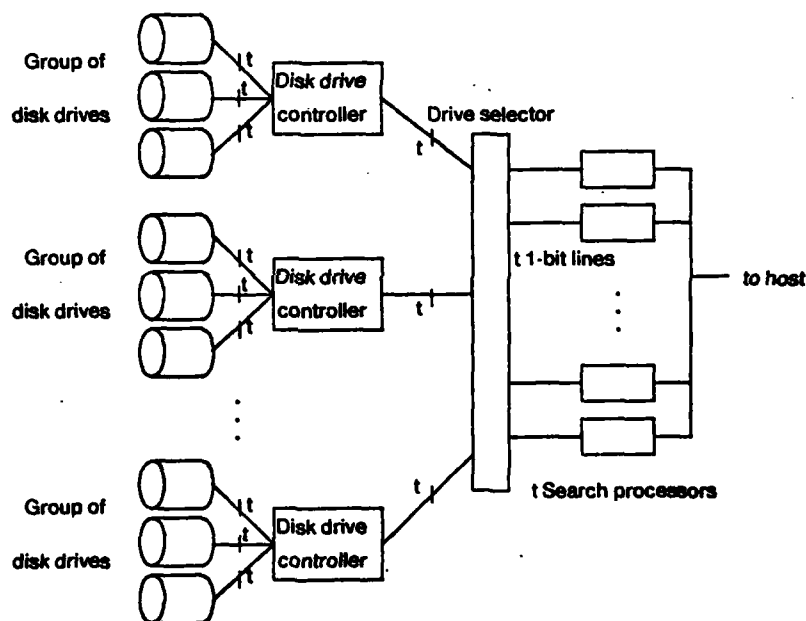 Group of
disk drives
t
t
t
Disk drive
controller
t
Drive selector
Group of
disk drives
t
t
t
Disk drive
controller
t
t 1-bit lines
to host
Group of
disk drives
t
t
t
Disk drive
controller
t
t Search processors